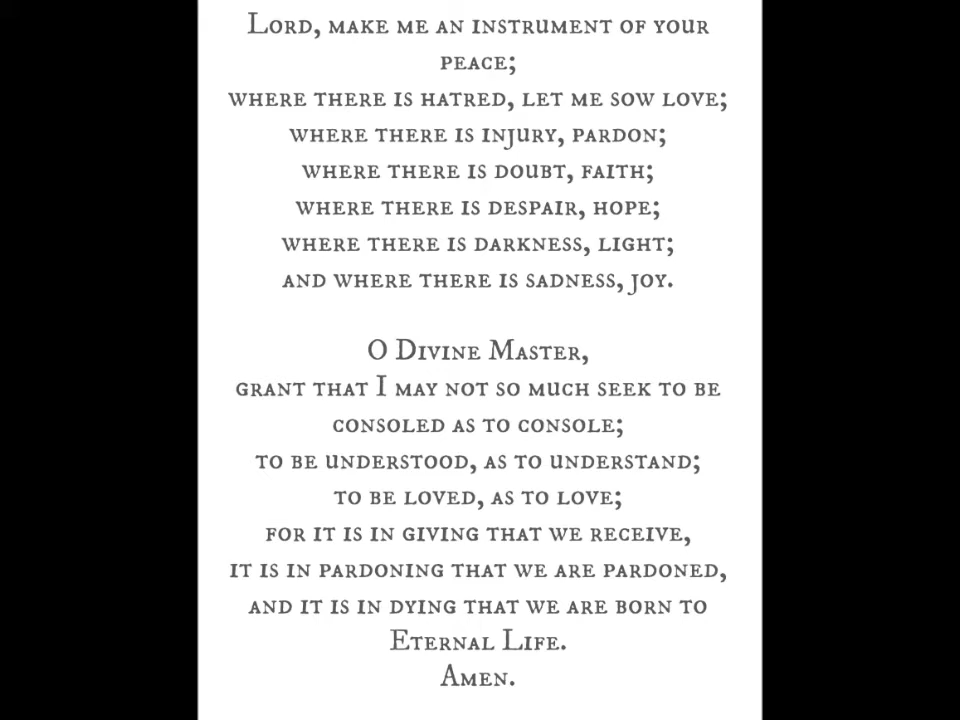 Lord, make me an instrument of your
peace;
where there is hatred, let me sow love;
where there is injury, pardon;
where there is doubt, faith;
where there is despair, hope;
where there is darkness, light;
and where there is sadness, joy.
O Divine Master,
grant that I may not so much seek to be
consoled as to console;
to be understood, as to understand;
to be loved, as to love;
for it is in giving that we receive,
it is in pardoning that we are pardoned,
and it is in dying that we are born to
Eternal Life.
Amen.